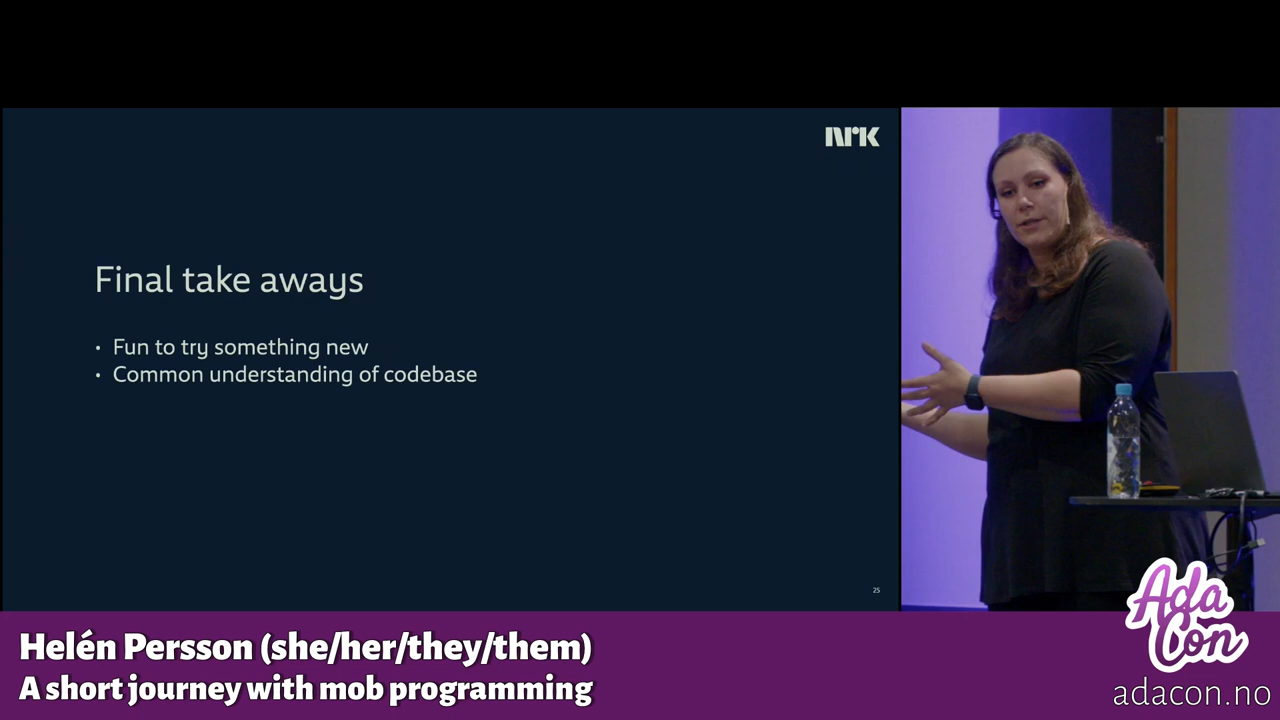 NRK
Final take aways
• Fun to try something new
• Common understanding of codebase
25
Helén Persson (she/her/they/them)
A short journey with mob programming
Ada
Con
adacon.no